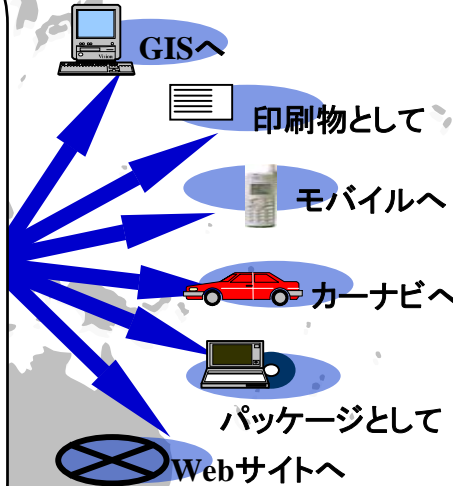 Vision
GISへ
印刷物として
モバイルへ
カーナビへ
パッケージとして
Webサイトへ